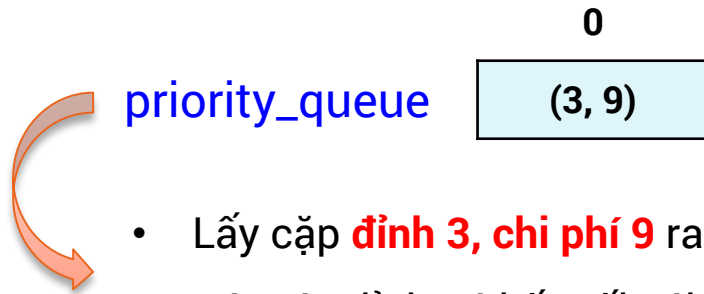 0
priority_queue (3, 9)
• Lấy cặp đỉnh 3, chi phí 9 ra